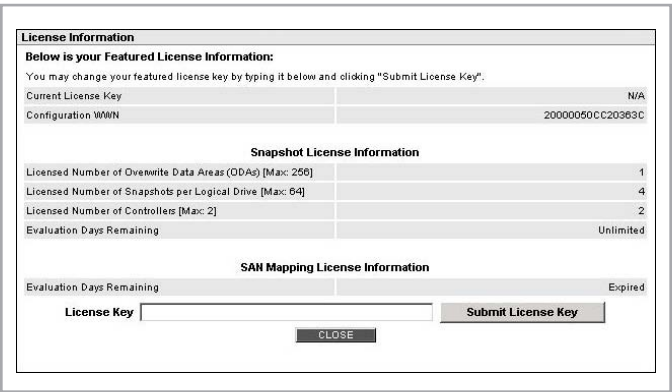 License Information
Below is your Featured License Information:
You may change your featured license key by typing it below and clicking "Submit License Key".
Current License Key N/A
Configuration WWN 20000050CC20363C
Snapshot License Information
Licensed Number of Overwrite Data Areas (ODAs) [Max: 256] 1
Licensed Number of Snapshots per Logical Drive [Max: 64] 4
Licensed Number of Controllers [Max: 2] 2
Evaluation Days Remaining Unlimited
SAN Mapping License Information
Evaluation Days Remaining Expired
License Key Submit License Key
CLOSE